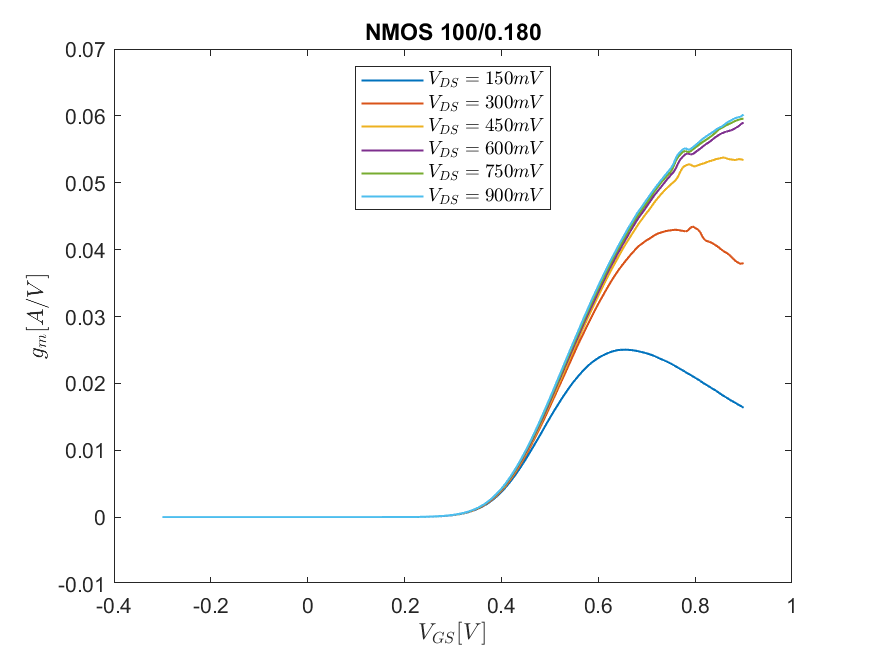 NMOS 100/0.180
0.07
0.06
0.05
0.04
0.03
0.02
0.01
0
-0.01
g_m[A/V]
V_DS = 150mV
V_DS = 300mV
V_DS = 450mV
V_DS = 600mV
V_DS = 750mV
V_DS = 900mV
-0.4 -0.2 0 0.2 0.4 0.6 0.8 1
V_GS[V]